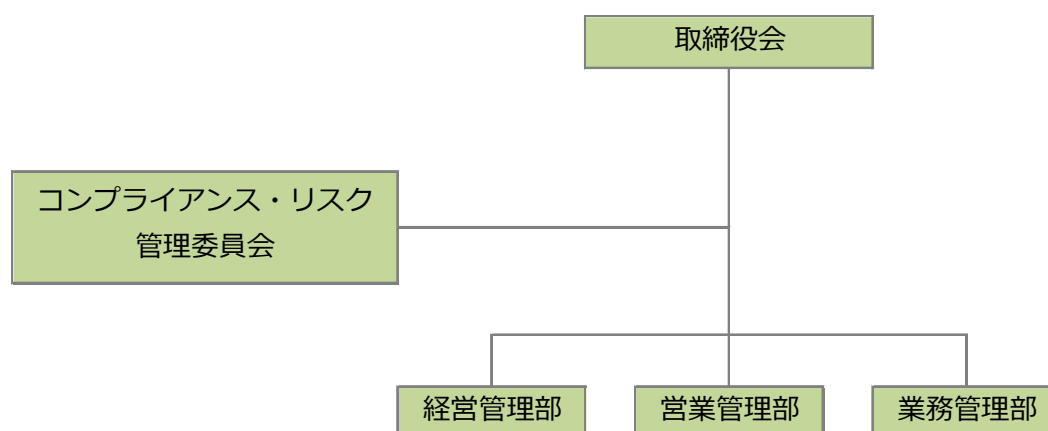 取締役会
コンプライアンス・リスク
管理委員会
経営管理部
営業管理部
業務管理部